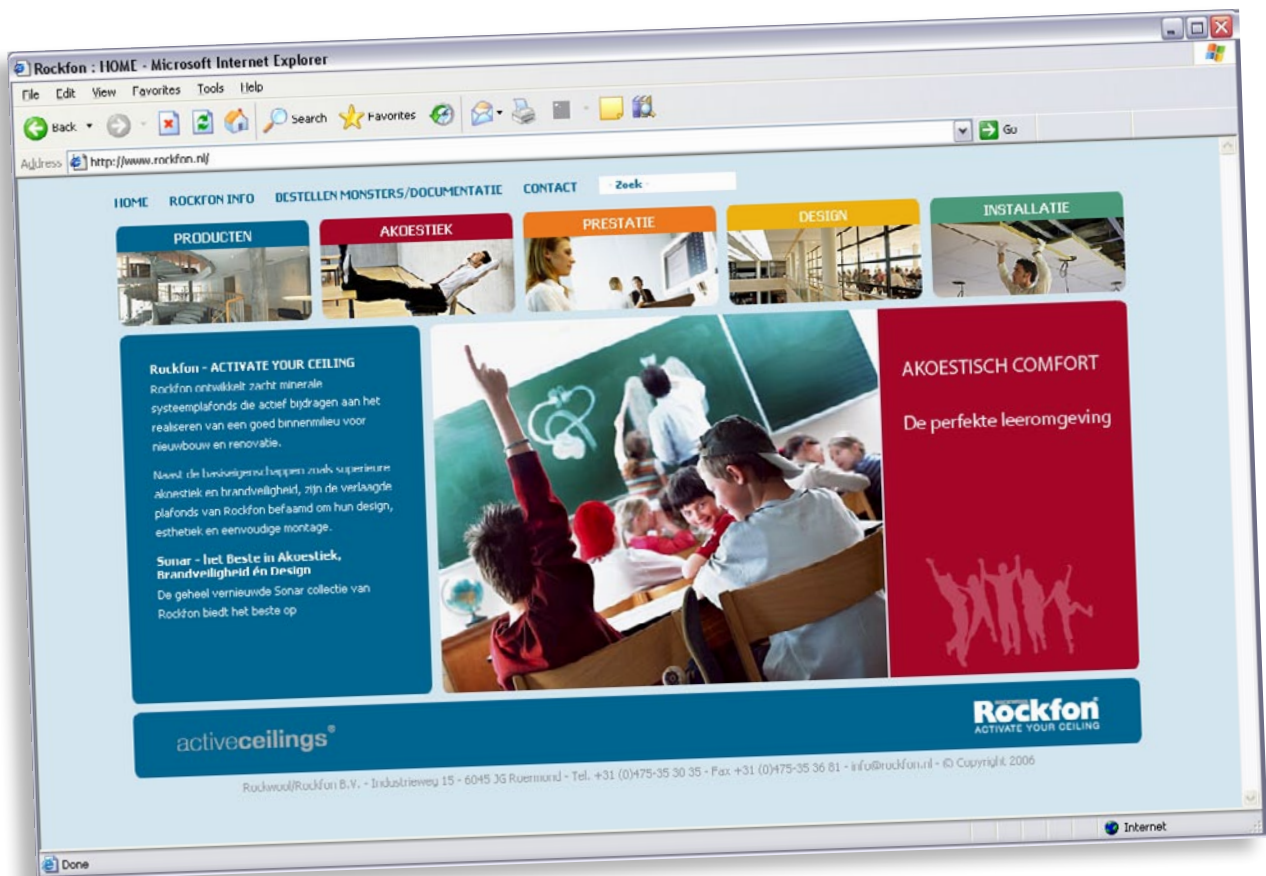 Rockfon : HOME - Microsoft Internet Explorer
File Edit View Favorites Tools Help
Back Search Favorites
Address http://www.rockfon.nl/ Go
HOME ROCKFON INFO BESTELLEN MONSTERS/DOCUMENTATIE CONTACT - Zoek -
PRODUCTEN AKOESTIEK PRESTATIE DESIGN INSTALLATIE
Rockfon - ACTIVATE YOUR CEILING
Rockfon ontwikkelt zacht minerale
systeemplafonds die actief bijdragen aan het
realiseren van een goed binnenmilieu voor
nieuwbouw en renovatie.
Naast de basiseigenschappen zoals superieure
akoestiek en brandveiligheid, zijn de verlaagde
plafonds van Rockfon befaamd om hun design,
esthetiek en eenvoudige montage.
Sonar - het Beste in Akoestiek,
Brandveiligheid én Design
De geheel vernieuwde Sonar collectie van
Rockfon biedt het beste op
AKOESTISCH COMFORT
De perfekte leeromgeving
activeceilings®
Rockfon®
ACTIVATE YOUR CEILING
Rockwool/Rockfon B.V. - Industrieweg 15 - 6045 JG Roermond - Tel. +31 (0)475-35 30 35 - Fax +31 (0)475-35 36 81 - info@rockfon.nl - © Copyright 2006
Done Internet